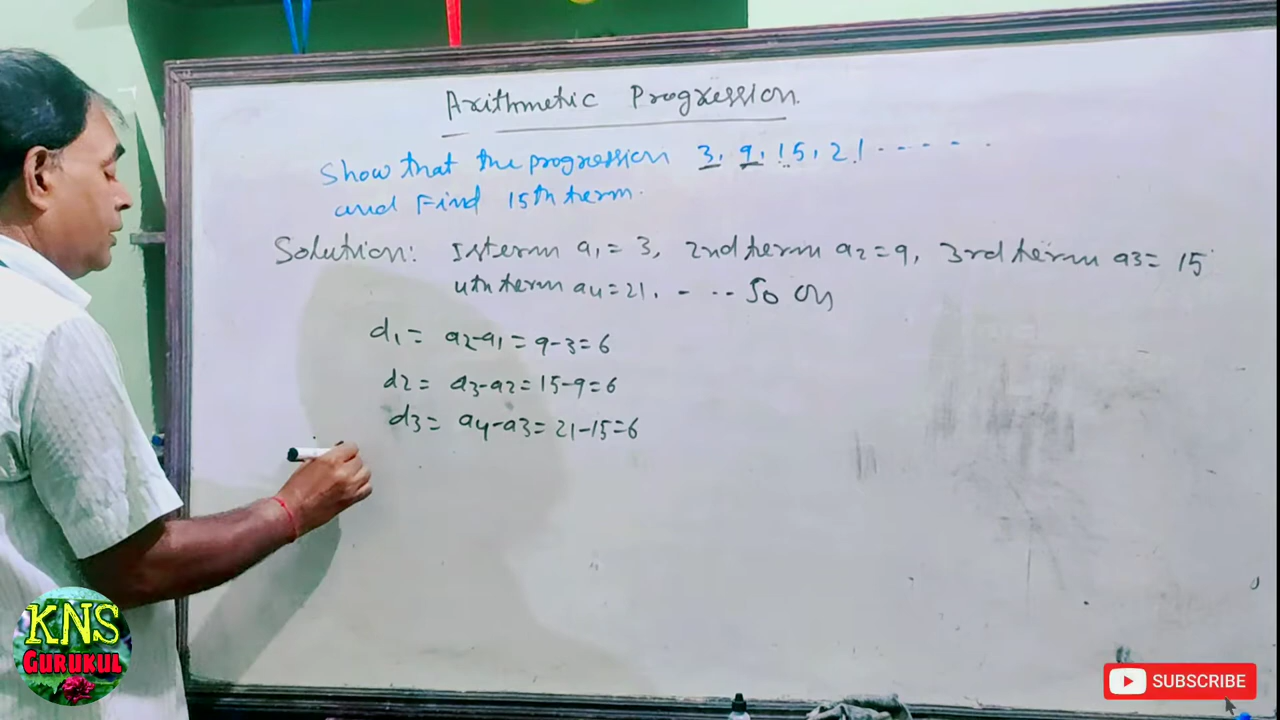 Arithmetic Progression.
Show that the progression 3, 9, 15, 21 - - - - - .
and Find 15th term.
Solution: Ist term a1 = 3, 2nd term a2 = 9, 3rd term a3 = 15
4th term a4 = 21. - - - - So on
d1 = a2-a1 = 9-3 = 6
d2 = a3-a2 = 15-9 = 6
d3 = a4-a3 = 21-15 = 6
KNS
GURUKUL
SUBSCRIBE